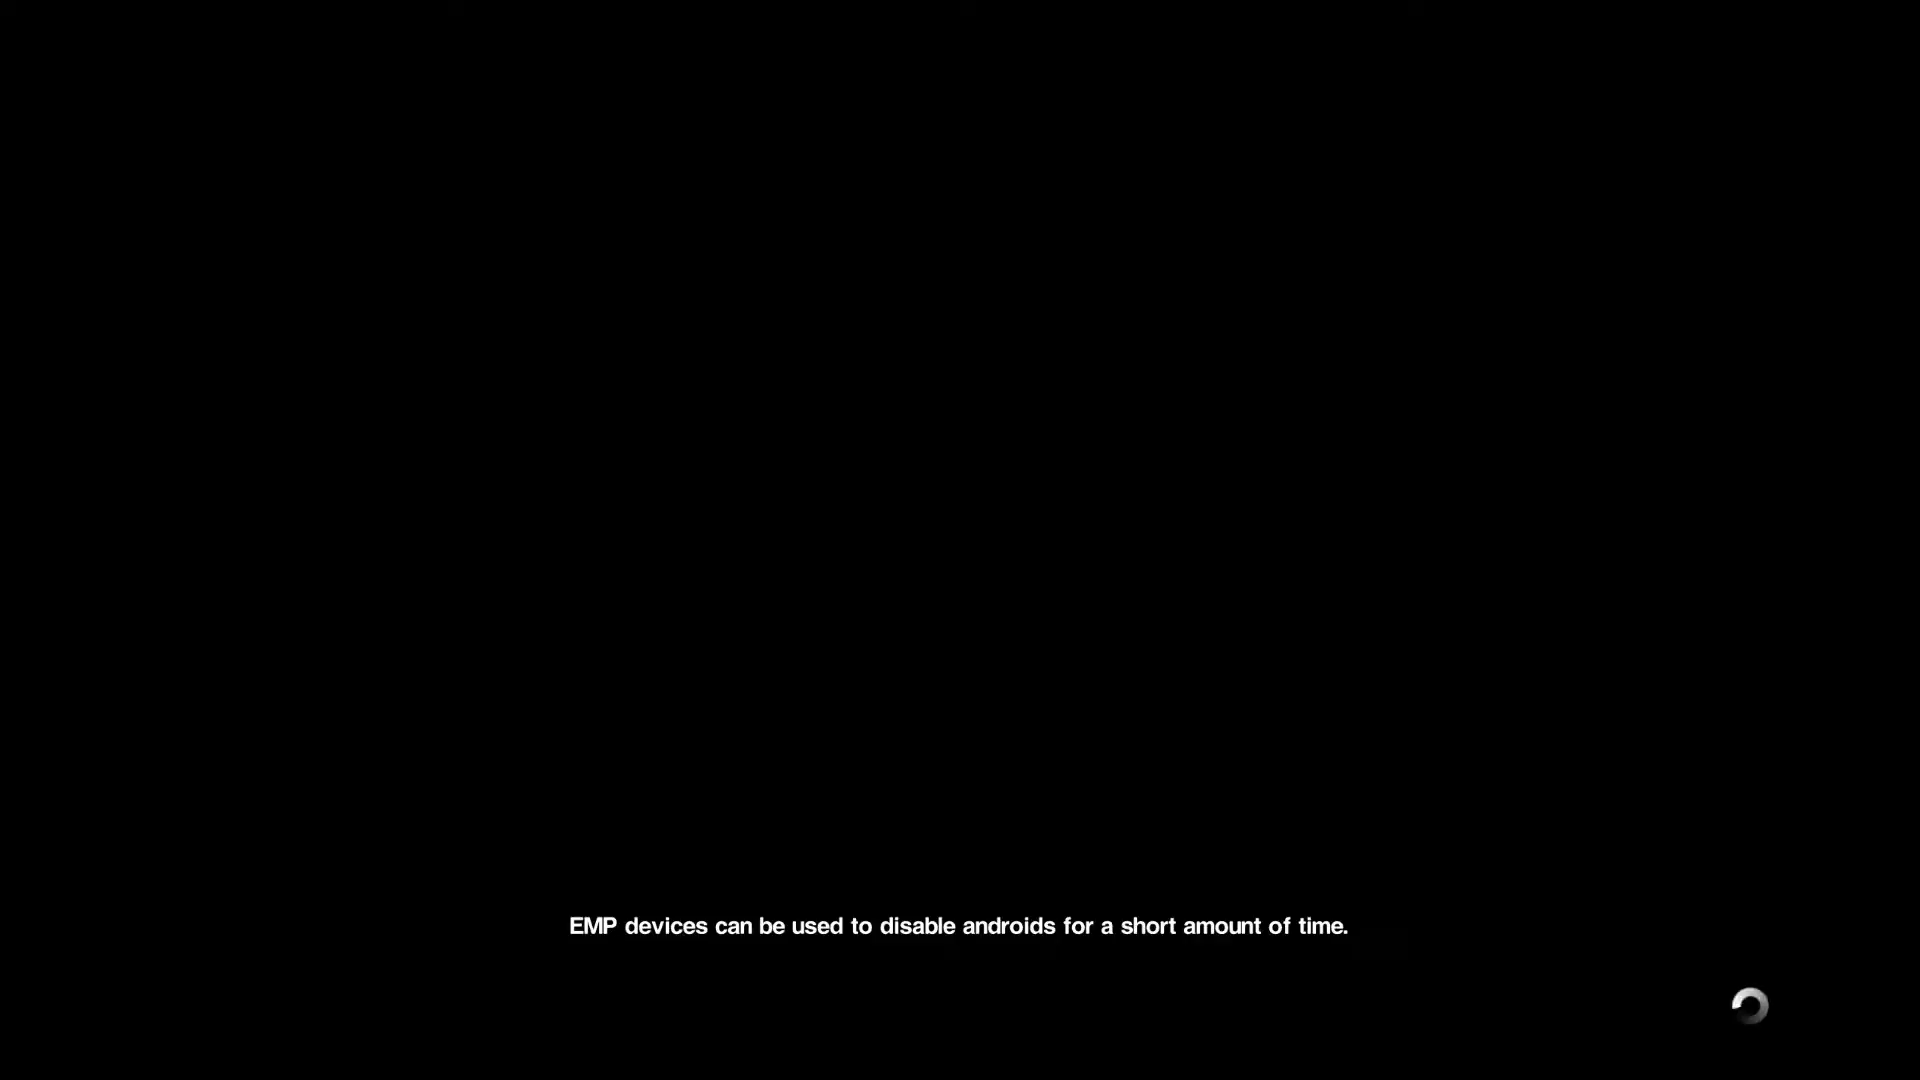 EMP devices can be used to disable androids for a short amount of time.